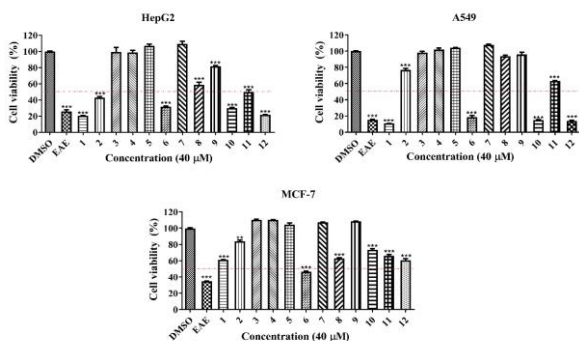 HepG2
Cell viability (%)
120
100
80
60
40
20
0
*** *** *** *** *** *** *** *** ***
DMSO EAE 1 2 3 4 5 6 7 8 9 10 11 12
Concentration (40 μM)
A549
Cell viability (%)
120
100
80
60
40
20
0
*** *** *** *** *** *** ***
DMSO EAE 1 2 3 4 5 6 7 8 9 10 11 12
Concentration (40 μM)
MCF-7
Cell viability (%)
120
100
80
60
40
20
0
*** *** ** *** *** *** *** ***
DMSO EAE 1 2 3 4 5 6 7 8 9 10 11 12
Concentration (40 μM)